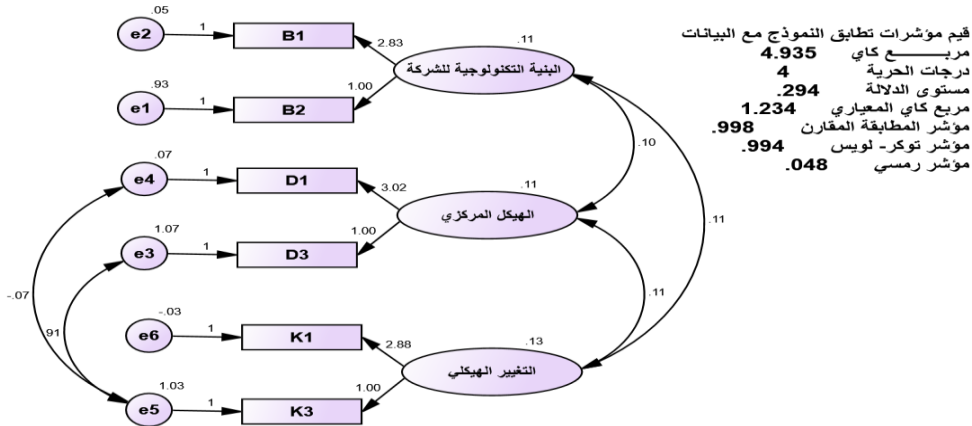 قيم مؤشرات تطابق النموذج مع البيانات
مربـــــــع كاي 4.935
درجات الحرية 4
مستوى الدلالة .294
مربع كاي المعياري 1.234
مؤشر المطابقة المقارن .998
مؤشر توكر- لويس .994
مؤشر رمسي .048
.05
e2
1
B1
2.83
.11
البنية التكنولوجية للشركة
.93
e1
1
B2
1.00
.10
.07
e4
1
D1
3.02
.11
الهيكل المركزي
.11
1.07
e3
1
D3
1.00
-.07
.91
.11
-.03
e6
1
K1
2.88
.13
التغيير الهيكلي
1.03
e5
1
K3
1.00